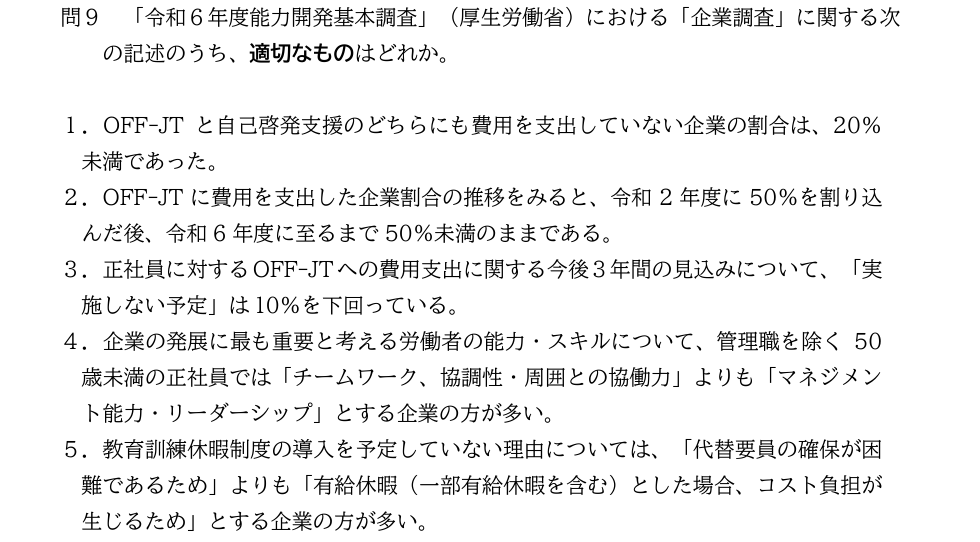 問９　「令和６年度能力開発基本調査」（厚生労働省）における「企業調査」に関する次
の記述のうち、適切なものはどれか。
１．OFF-JT と自己啓発支援のどちらにも費用を支出していない企業の割合は、20％
未満であった。
２．OFF-JT に費用を支出した企業割合の推移をみると、令和 2 年度に 50％を割り込
んだ後、令和 6 年度に至るまで 50％未満のままである。
３．正社員に対する OFF-JT への費用支出に関する今後３年間の見込みについて、「実
施しない予定」は 10％を下回っている。
４．企業の発展に最も重要と考える労働者の能力・スキルについて、管理職を除く 50
歳未満の正社員では「チームワーク、協調性・周囲との協働力」よりも「マネジメン
ト能力・リーダーシップ」とする企業の方が多い。
５．教育訓練休暇制度の導入を予定していない理由については、「代替要員の確保が困
難であるため」よりも「有給休暇（一部有給休暇を含む）とした場合、コスト負担が
生じるため」とする企業の方が多い。